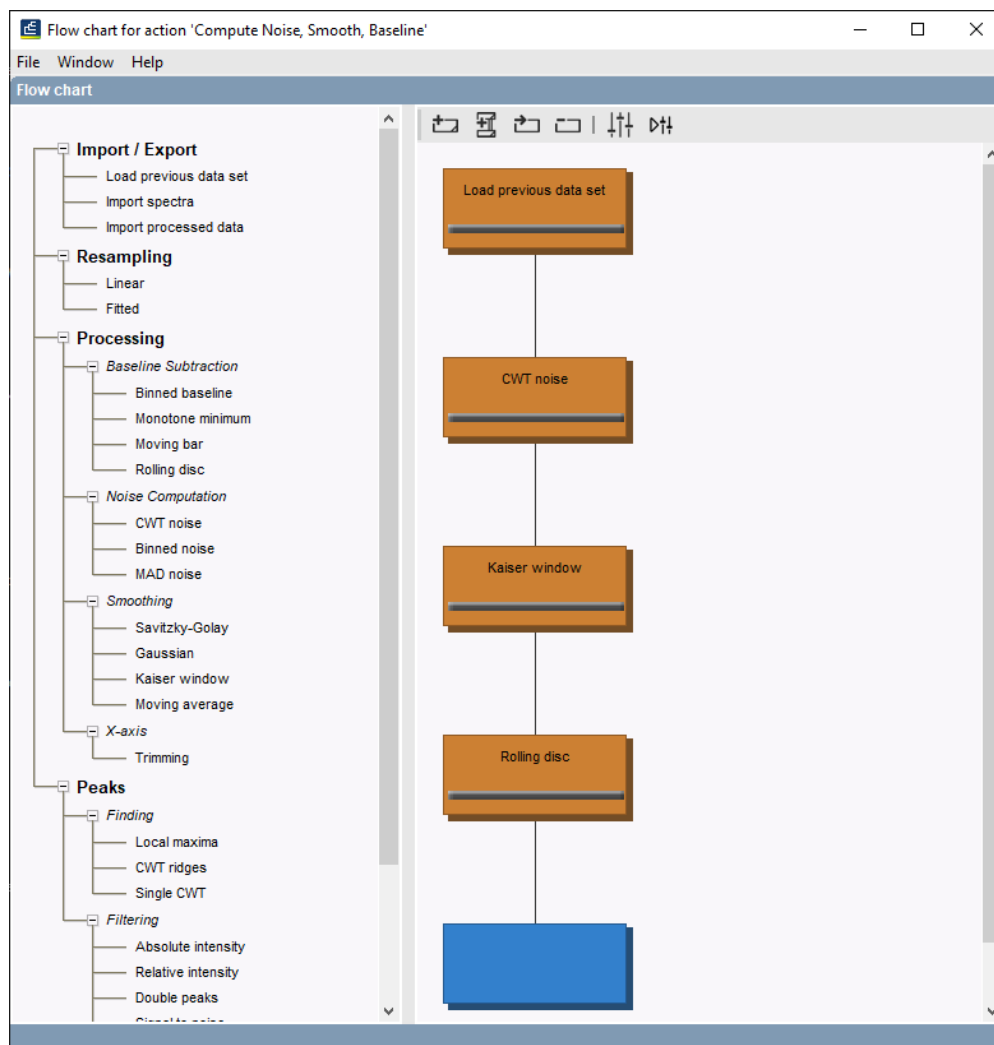 Flow chart for action 'Compute Noise, Smooth, Baseline'
File Window Help
Flow chart
Import / Export
Load previous data set
Import spectra
Import processed data
Resampling
Linear
Fitted
Processing
Baseline Subtraction
Binned baseline
Monotone minimum
Moving bar
Rolling disc
Noise Computation
CWT noise
Binned noise
MAD noise
Smoothing
Savitzky-Golay
Gaussian
Kaiser window
Moving average
X-axis
Trimming
Peaks
Finding
Local maxima
CWT ridges
Single CWT
Filtering
Absolute intensity
Relative intensity
Double peaks
Signal to noise
Load previous data set
CWT noise
Kaiser window
Rolling disc